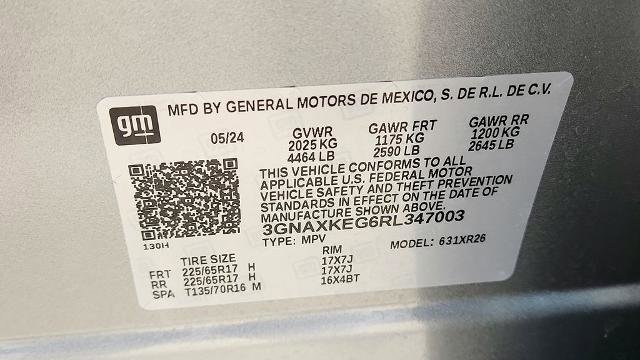 gm
MFD BY GENERAL MOTORS DE MEXICO, S. DE R.L. DE C.V.
05/24 GVWR GAWR FRT GAWR RR
2025 KG 1175 KG 1200 KG
4464 LB 2590 LB 2645 LB
THIS VEHICLE CONFORMS TO ALL
APPLICABLE U.S. FEDERAL MOTOR
VEHICLE SAFETY AND THEFT PREVENTION
STANDARDS IN EFFECT ON THE DATE OF
MANUFACTURE SHOWN ABOVE.
3GNAXKEG6RL347003
130H TYPE: MPV MODEL: 631XR26
TIRE SIZE RIM
FRT 225/65R17 H 17X7J
RR 225/65R17 H 17X7J
SPA T135/70R16 M 16X4BT